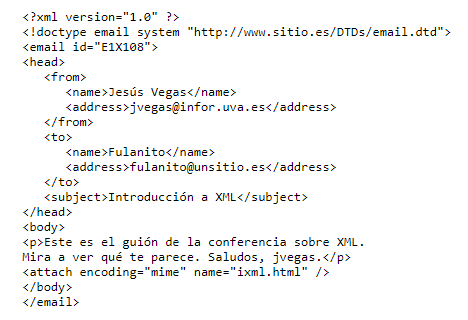 <?xml version="1.0" ?>
<!doctype email system "http://www.sitio.es/DTDs/email.dtd">
<email id="E1X108">
<head>
   <from>
      <name>Jesús Vegas</name>
      <address>jvegas@infor.uva.es</address>
   </from>
   <to>
      <name>Fulanito</name>
      <address>fulanito@unsitio.es</address>
   </to>
   <subject>Introducción a XML</subject>
</head>
<body>
<p>Este es el guión de la conferencia sobre XML.
Mira a ver qué te parece. Saludos, jvegas.</p>
<attach encoding="mime" name="ixml.html" />
</body>
</email>